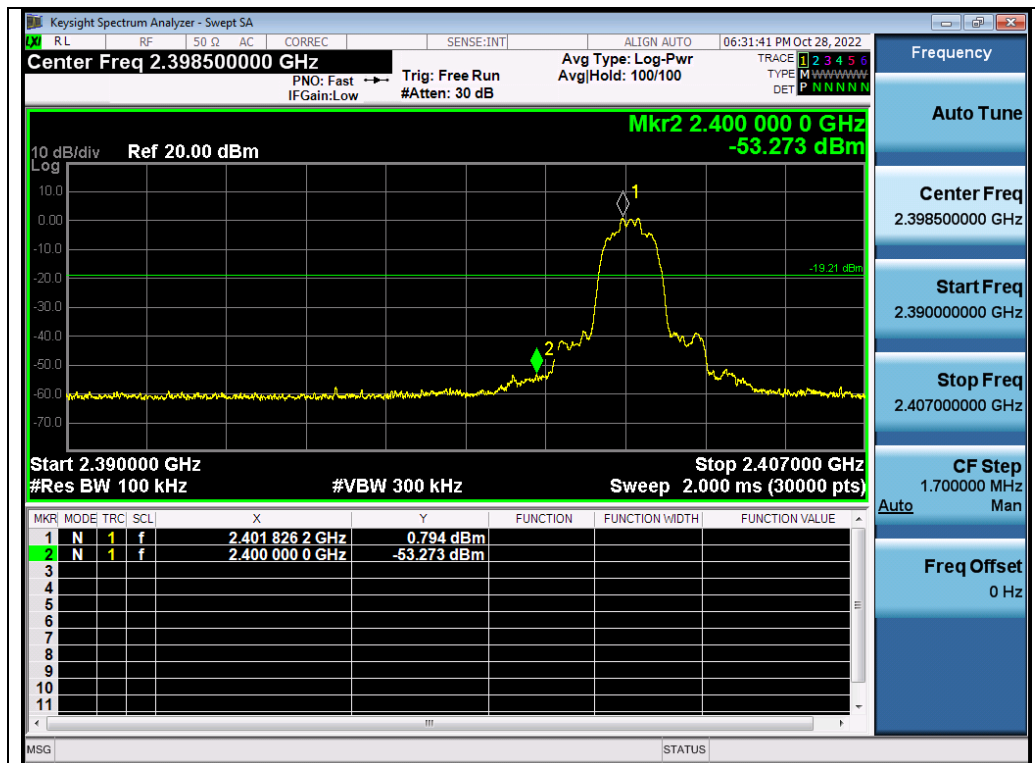 Keysight Spectrum Analyzer - Swept SA
LXI RL RF 50 Ω AC CORREC SENSE:INT ALIGN AUTO 06:31:41 PM Oct 28, 2022
Center Freq 2.398500000 GHz
PNO: Fast
IFGain:Low
Trig: Free Run
#Atten: 30 dB
Avg Type: Log-Pwr
Avg|Hold: 100/100
TRACE 1 2 3 4 5 6
TYPE M WWWWW
DET P N N N N N
Mkr2 2.400 000 0 GHz
-53.273 dBm
10 dB/div Ref 20.00 dBm
Log
10.0
0.00
-10.0
-20.0
-30.0
-40.0
-50.0
-60.0
-70.0
1
-19.21 dBm
2
Start 2.390000 GHz Stop 2.407000 GHz
#Res BW 100 kHz #VBW 300 kHz Sweep 2.000 ms (30000 pts)
MKR MODE TRC SCL X Y FUNCTION FUNCTION WIDTH FUNCTION VALUE
1 N 1 f 2.401 826 2 GHz 0.794 dBm
2 N 1 f 2.400 000 0 GHz -53.273 dBm
3
4
5
6
7
8
9
10
11
MSG STATUS
Frequency
Auto Tune
Center Freq
2.398500000 GHz
Start Freq
2.390000000 GHz
Stop Freq
2.407000000 GHz
CF Step
1.700000 MHz
Auto Man
Freq Offset
0 Hz